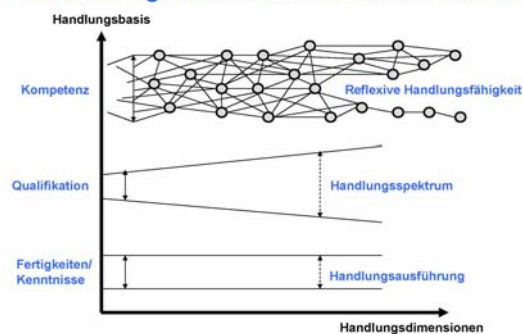 Handlungsbasis
Kompetenz
Reflexive Handlungsfähigkeit
Qualifikation
Handlungsspektrum
Fertigkeiten/
Kenntnisse
Handlungsausführung
Handlungsdimensionen